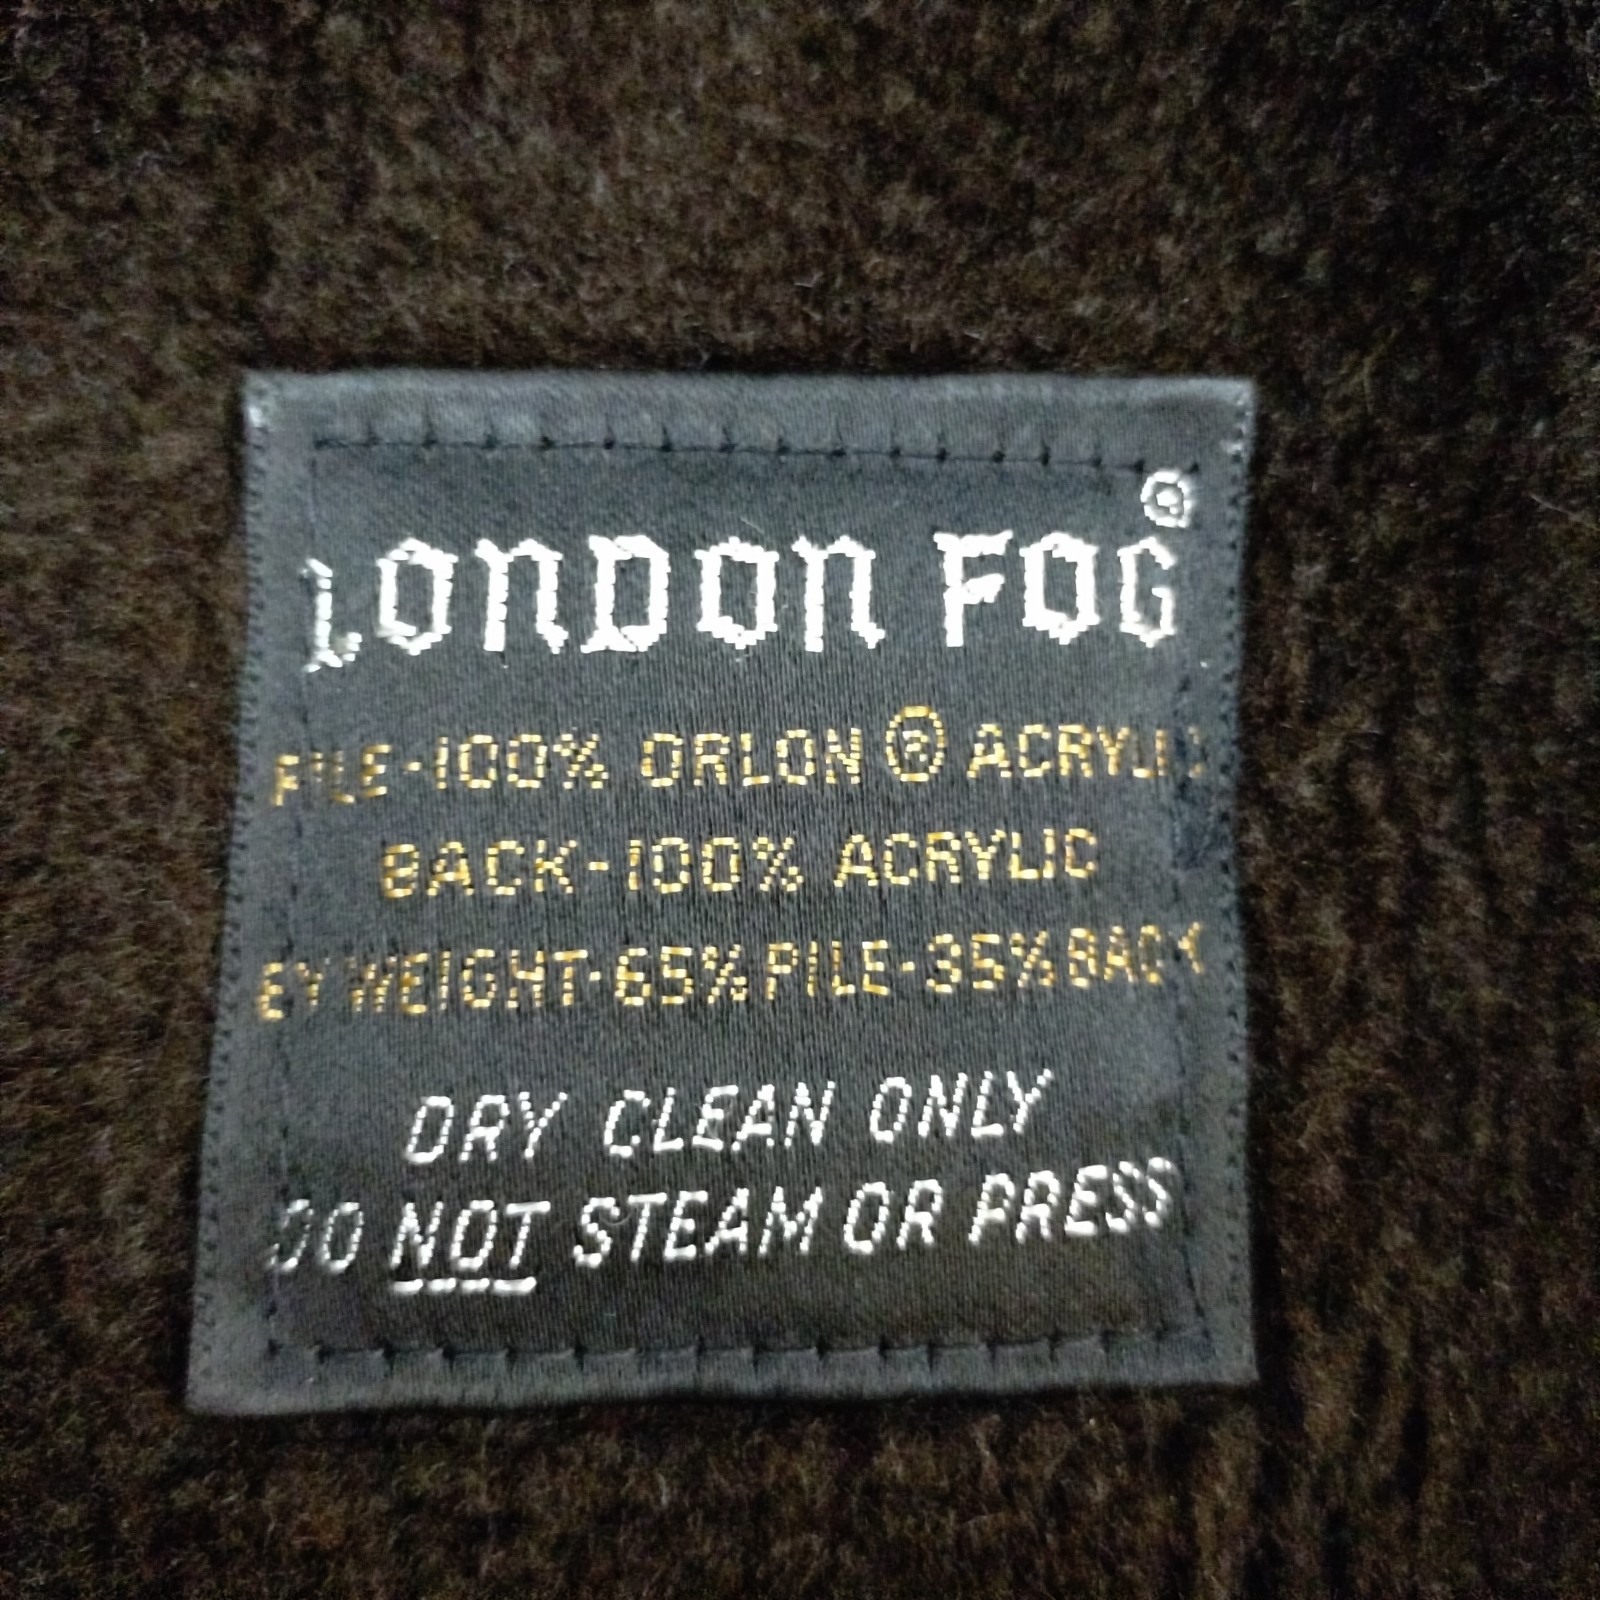 LONDON FOG®
PILE-100% ORLON® ACRYLIC
BACK-100% ACRYLIC
EY WEIGHT-65% PILE-35% BACK
DRY CLEAN ONLY
DO NOT STEAM OR PRESS